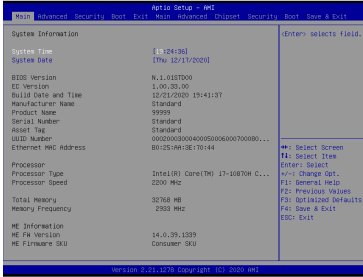 Aptio Setup - AMI
Main Advanced Security Boot Exit Main Advanced Chipset Security Boot Save & Exit
System Information
<Enter> selects field.
System Time [19:24:36]
System Date [Thu 12/17/2020]
BIOS Version N.1.01STD00
EC Version 1.00.33.00
Build Date and Time 12/21/2020 19:41:37
Manufacturer Name Standard
Product Name 99999
Serial Number Standard
Asset Tag Standard
UUID Number
Ethernet MAC Address B0:25:AA:3E:70:44
Processor
Processor Type Intel(R) Core(TM) i7-10870H C...
Processor Speed 2200 MHz
Total Memory 32768 MB
Memory Frequency 2933 MHz
ME Information
ME FW Version 14.0.39.1339
ME Firmware SKU Consumer SKU
→←: Select Screen
↑↓: Select Item
Enter: Select
+/-: Change Opt.
F1: General Help
F2: Previous Values
F3: Optimized Defaults
F4: Save & Exit
ESC: Exit
Version 2.21.1278 Copyright (C) 2020 AMI